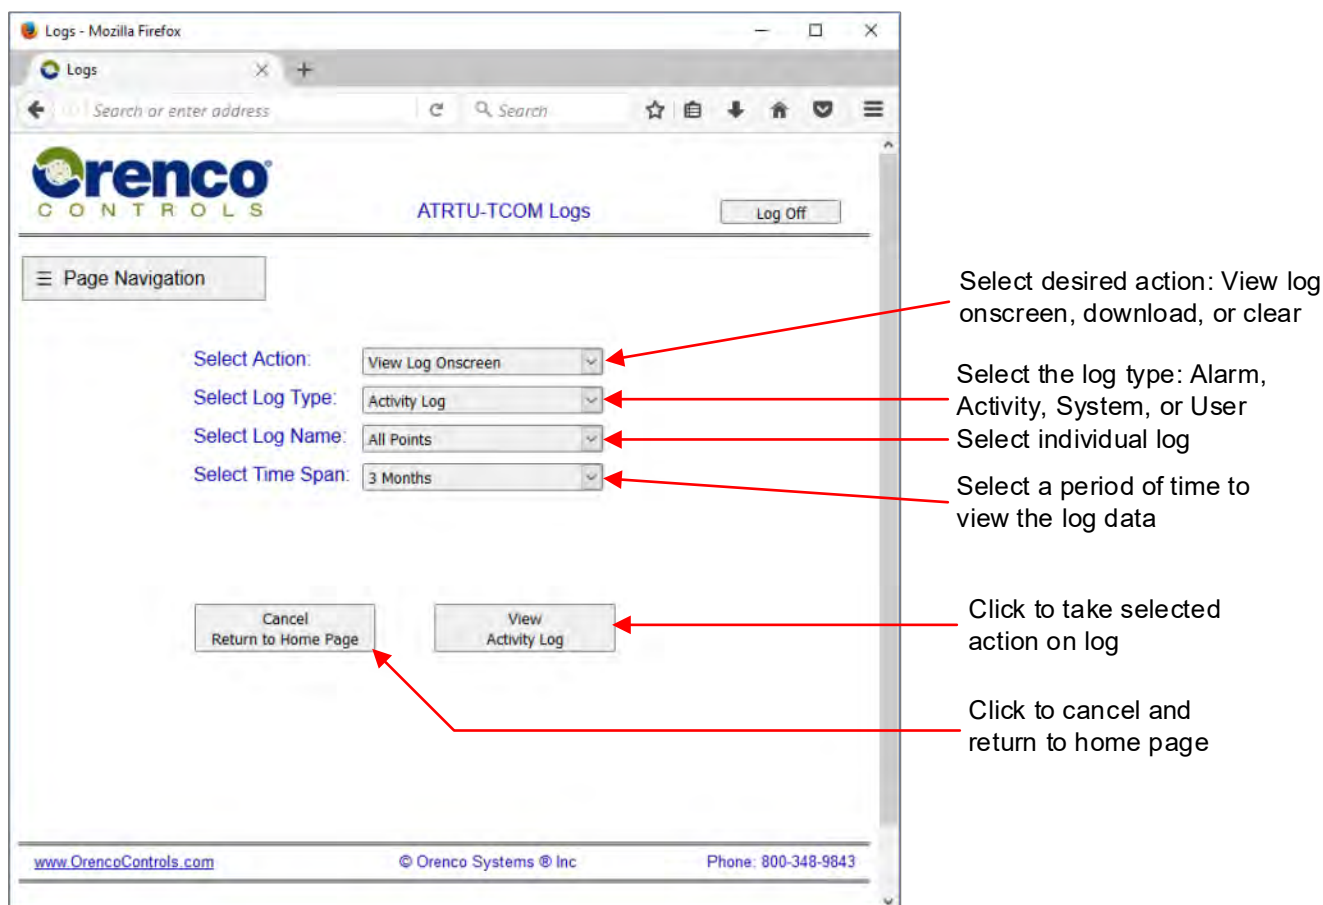 Logs - Mozilla Firefox
Logs
Search or enter address
Search
Orenco®
CONTROLS
ATRTU-TCOM Logs
Log Off
☰ Page Navigation
Select desired action: View log
onscreen, download, or clear
Select Action:
View Log Onscreen
Select the log type: Alarm,
Activity, System, or User
Select Log Type:
Activity Log
Select Log Name:
All Points
Select individual log
Select Time Span:
3 Months
Select a period of time to
view the log data
Cancel
Return to Home Page
View
Activity Log
Click to take selected
action on log
Click to cancel and
return to home page
www.OrencoControls.com
© Orenco Systems ® Inc
Phone: 800-348-9843